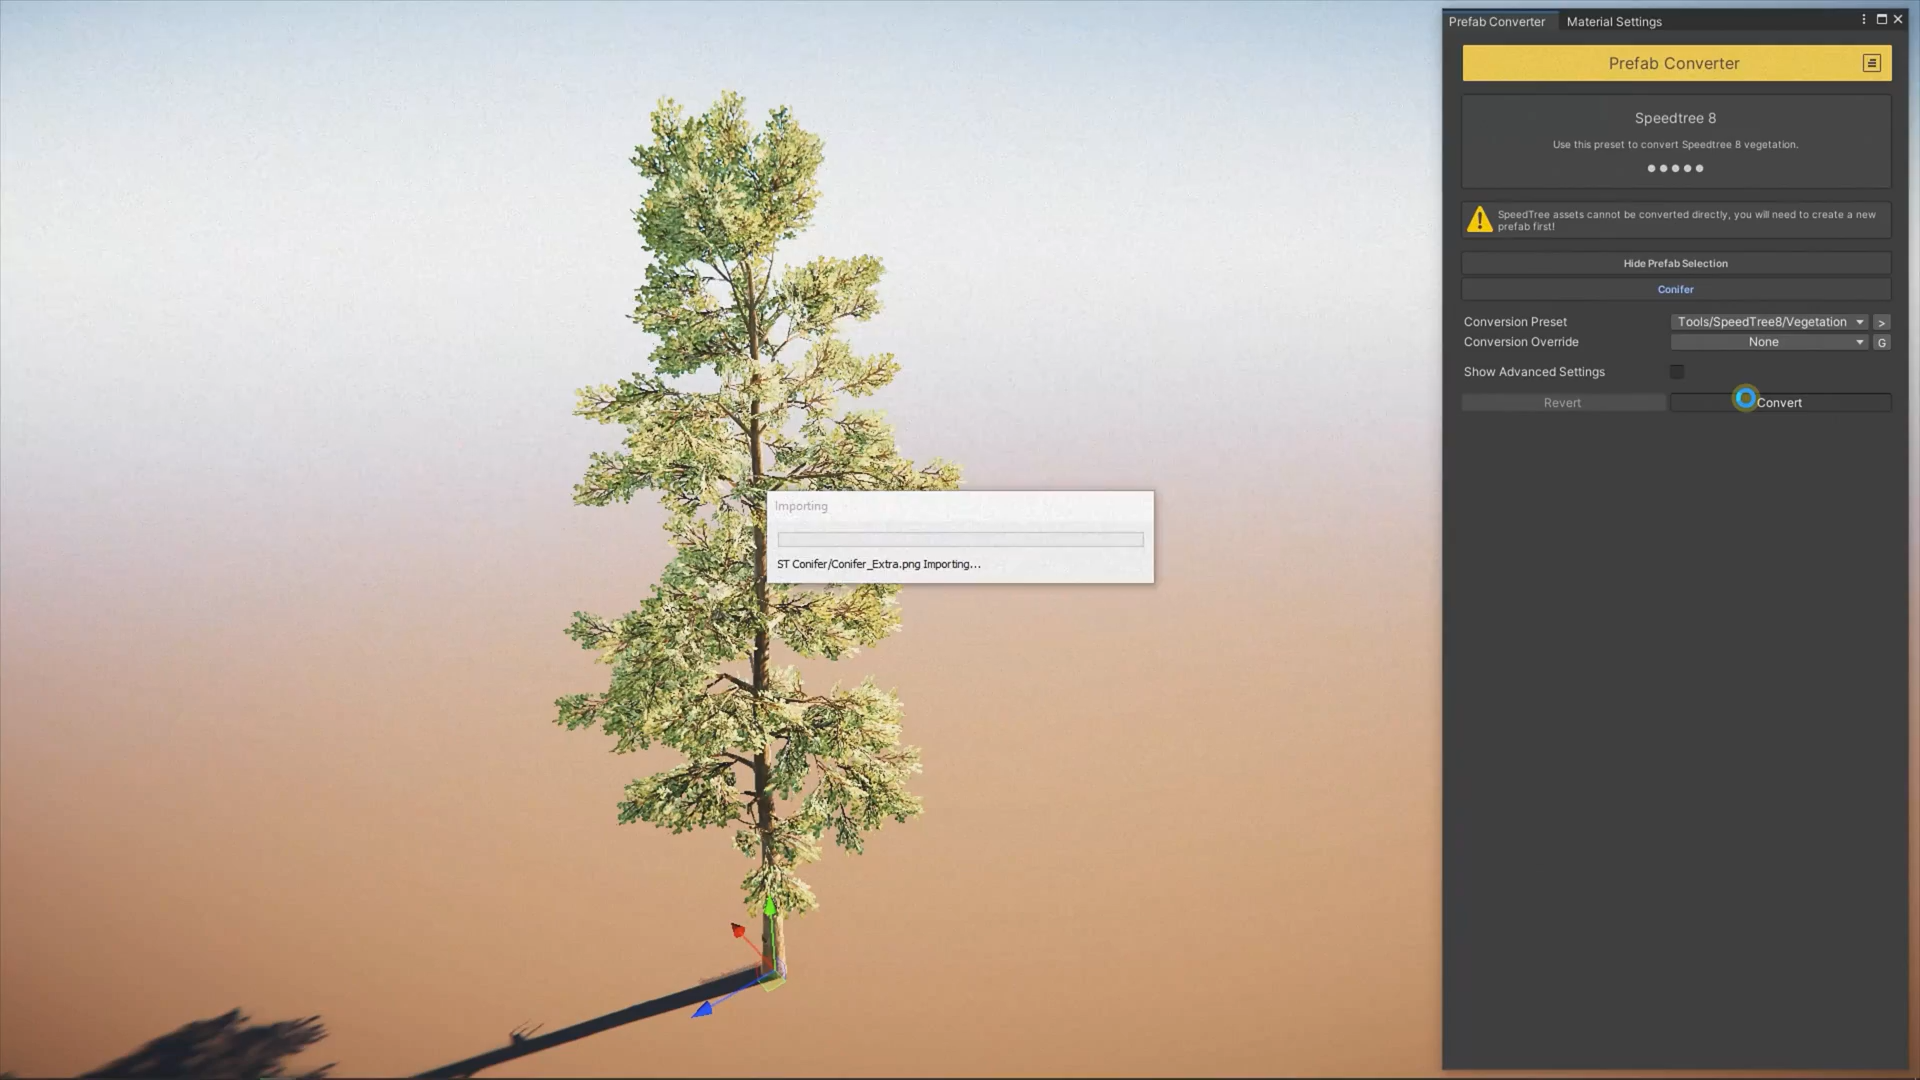 Prefab Converter
Material Settings
Prefab Converter
Speedtree 8
Use this preset to convert Speedtree 8 vegetation.
SpeedTree assets cannot be converted directly, you will need to create a new
prefab first!
Hide Prefab Selection
Conifer
Conversion Preset
Tools/SpeedTree8/Vegetation
>
Conversion Override
None
G
Show Advanced Settings
Revert
Convert
Importing
ST Conifer/Conifer_Extra.png Importing...